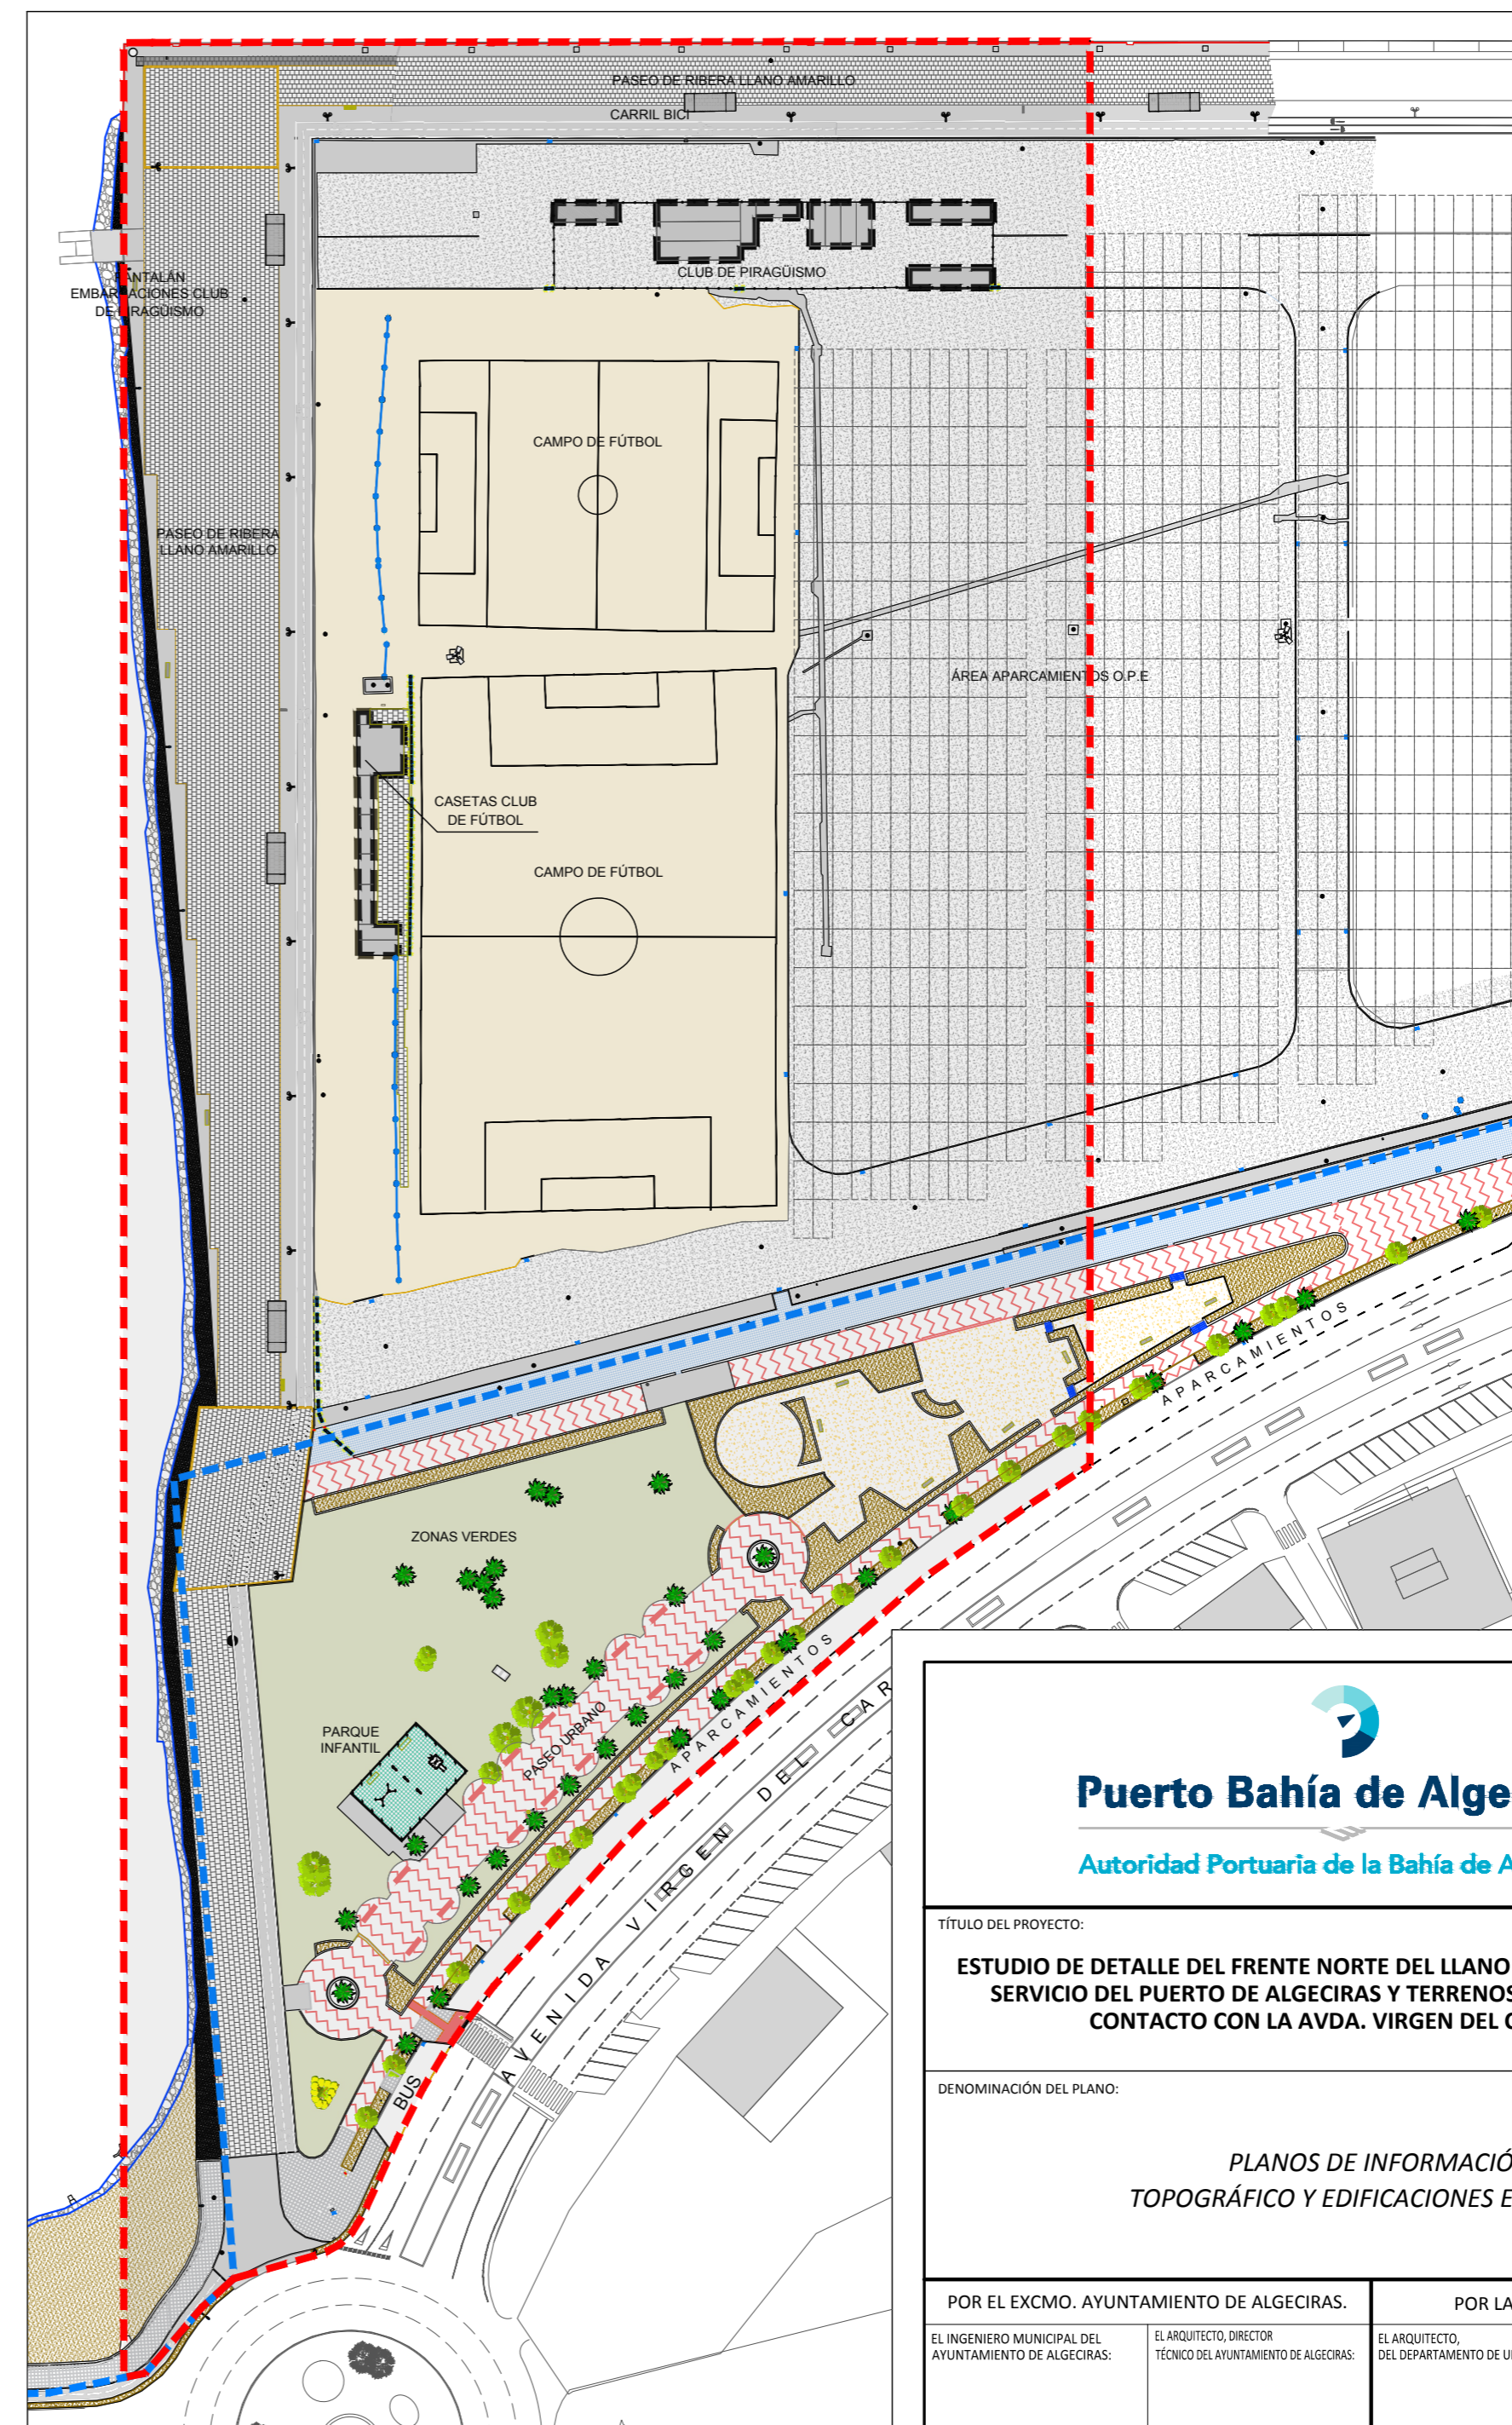 PASEO DE RIBERA LLANO AMARILLO
CARRIL BICI
CLUB DE PIRAGÜISMO
PANTALÁN
EMBARCACIONES CLUB
DE PIRAGÜISMO
CAMPO DE FÚTBOL
PASEO DE RIBERA
LLANO AMARILLO
ÁREA APARCAMIENTOS O.P.E
CASETAS CLUB
DE FÚTBOL
CAMPO DE FÚTBOL
APARCAMIENTOS
ZONAS VERDES
PARQUE
INFANTIL
PASEO URBANO
APARCAMIENTOS
AVENIDA VIRGEN DEL CAR
BUS
Puerto Bahía de Alge
Autoridad Portuaria de la Bahía de A
TÍTULO DEL PROYECTO:
ESTUDIO DE DETALLE DEL FRENTE NORTE DEL LLANO
SERVICIO DEL PUERTO DE ALGECIRAS Y TERRENOS
CONTACTO CON LA AVDA. VIRGEN DEL C
DENOMINACIÓN DEL PLANO:
PLANOS DE INFORMACIÓ
TOPOGRÁFICO Y EDIFICACIONES E
POR EL EXCMO. AYUNTAMIENTO DE ALGECIRAS.
POR LA
EL INGENIERO MUNICIPAL DEL
AYUNTAMIENTO DE ALGECIRAS:
EL ARQUITECTO, DIRECTOR
TÉCNICO DEL AYUNTAMIENTO DE ALGECIRAS:
EL ARQUITECTO,
DEL DEPARTAMENTO DE U